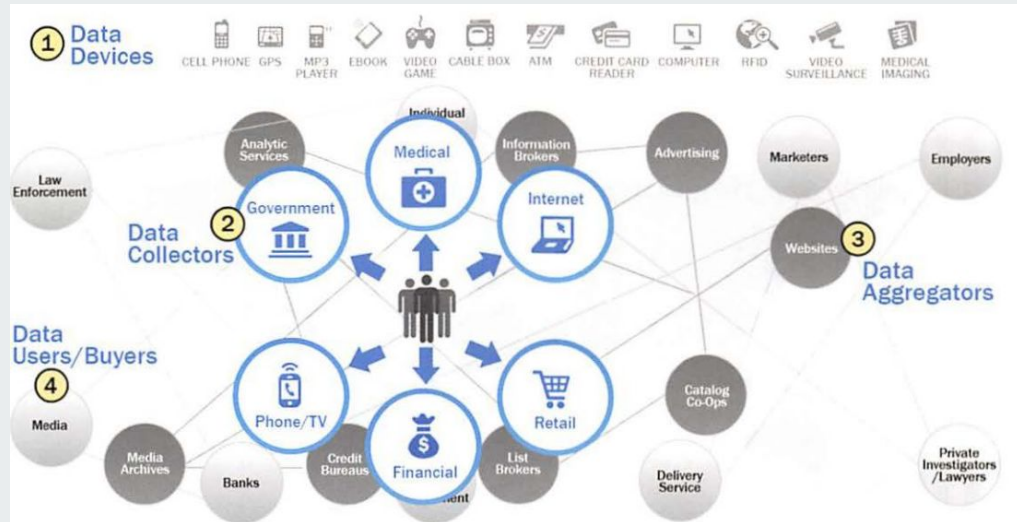 1 Data
Devices
CELL PHONE
GPS
MP3
PLAYER
EBOOK
VIDEO
GAME
CABLE BOX
ATM
CREDIT CARD
READER
COMPUTER
RFID
VIDEO
SURVEILLANCE
MEDICAL
IMAGING
Individual
Analytic
Services
Medical
Information
Brokers
Advertising
Marketers
Employers
Law
Enforcement
2
Government
Data
Collectors
Internet
Websites
3
Data
Aggregators
Data
Users/Buyers
4
Media
Phone/TV
Financial
$
Retail
Catalog
Co-Ops
Media
Archives
Banks
Credit
Bureaus
List
Brokers
Delivery
Service
Private
Investigators
/Lawyers